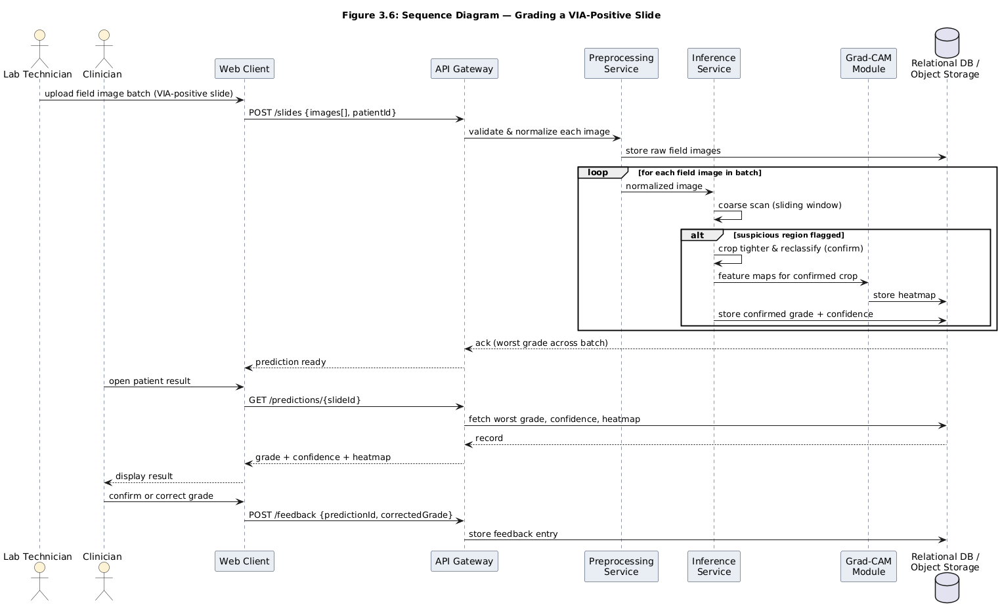 Figure 3.6: Sequence Diagram — Grading a VIA-Positive Slide
Lab Technician
Clinician
Web Client
API Gateway
Preprocessing
Service
Inference
Service
Grad-CAM
Module
Relational DB /
Object Storage
upload field image batch (VIA-positive slide)
POST /slides {images[], patientId}
validate & normalize each image
store raw field images
loop
[for each field image in batch]
normalized image
coarse scan (sliding window)
alt
[suspicious region flagged]
crop tighter & reclassify (confirm)
feature maps for confirmed crop
store heatmap
store confirmed grade + confidence
ack (worst grade across batch)
prediction ready
open patient result
GET /predictions/{slideId}
fetch worst grade, confidence, heatmap
record
grade + confidence + heatmap
display result
confirm or correct grade
POST /feedback {predictionId, correctedGrade}
store feedback entry
Lab Technician
Clinician
Web Client
API Gateway
Preprocessing
Service
Inference
Service
Grad-CAM
Module
Relational DB /
Object Storage